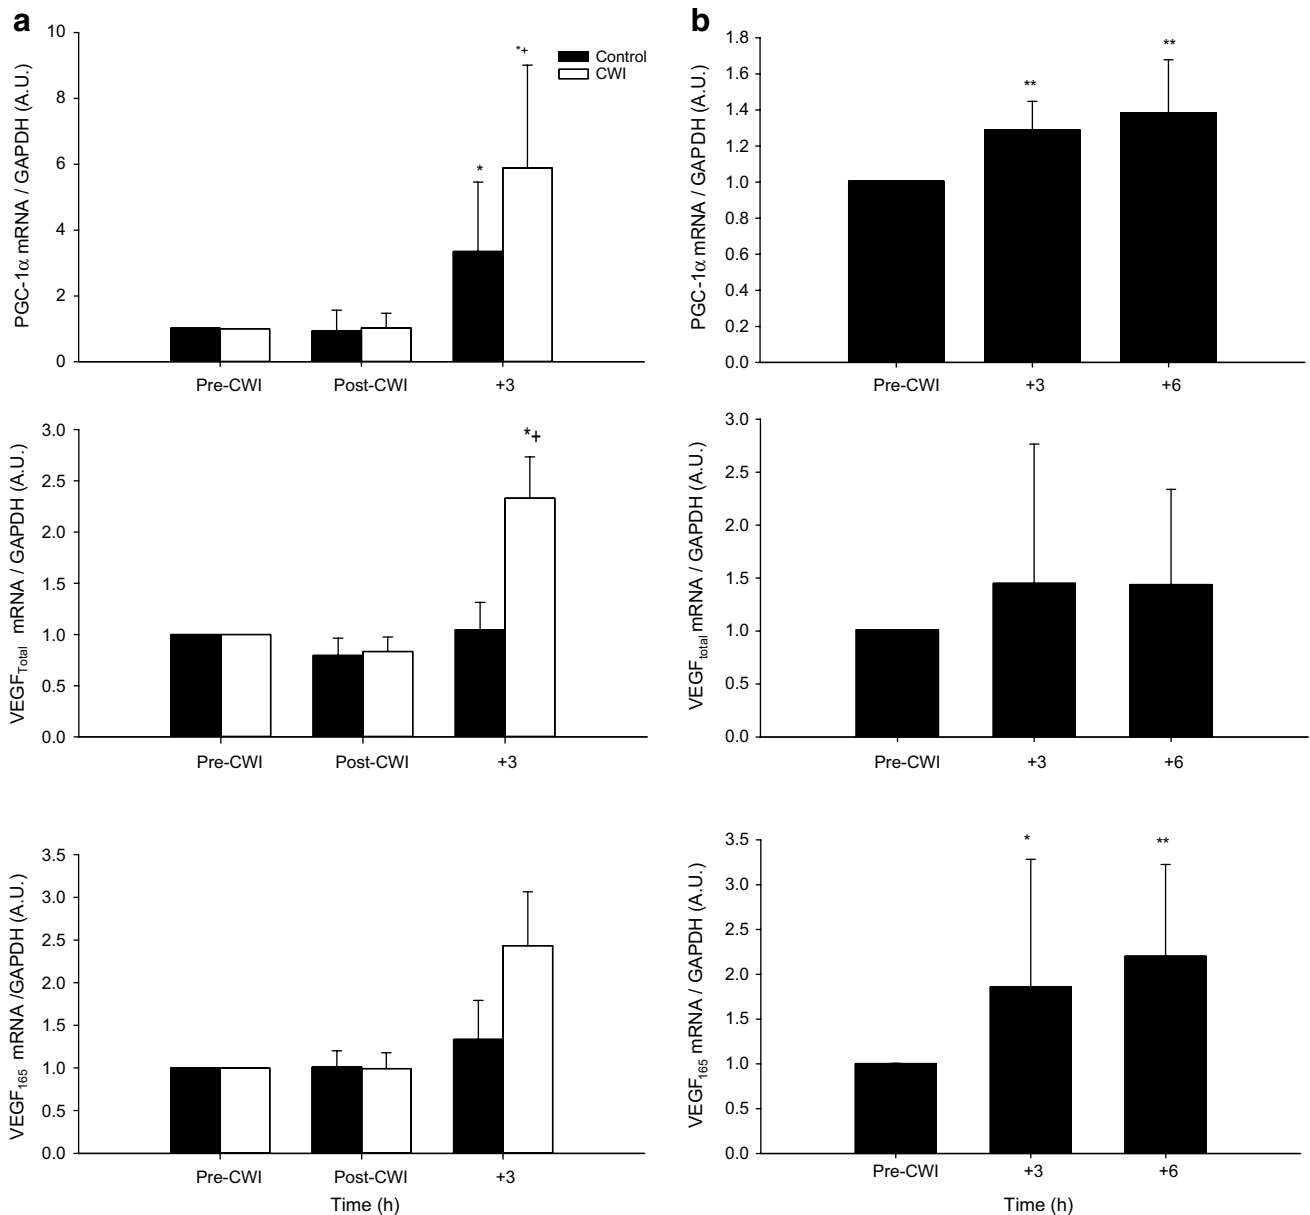 a
PGC-1α mRNA / GAPDH (A.U.)
10
8
6
4
2
0
*
*+
Control
CWI
Pre-CWI Post-CWI +3
b
PGC-1α mRNA / GAPDH (A.U.)
1.8
1.6
1.4
1.2
1.0
0.8
0.6
0.4
0.2
0.0
**
**
Pre-CWI +3 +6
VEGFTotal mRNA / GAPDH (A.U.)
3.0
2.5
2.0
1.5
1.0
0.5
0.0
*+
Pre-CWI Post-CWI +3
VEGFtotal mRNA / GAPDH (A.U.)
3.0
2.5
2.0
1.5
1.0
0.5
0.0
Pre-CWI +3 +6
VEGF165 mRNA /GAPDH (A.U.)
3.5
3.0
2.5
2.0
1.5
1.0
0.5
0.0
Pre-CWI Post-CWI +3
Time (h)
VEGF165 mRNA / GAPDH (A.U.)
3.5
3.0
2.5
2.0
1.5
1.0
0.5
0.0
*
**
Pre-CWI +3 +6
Time (h)